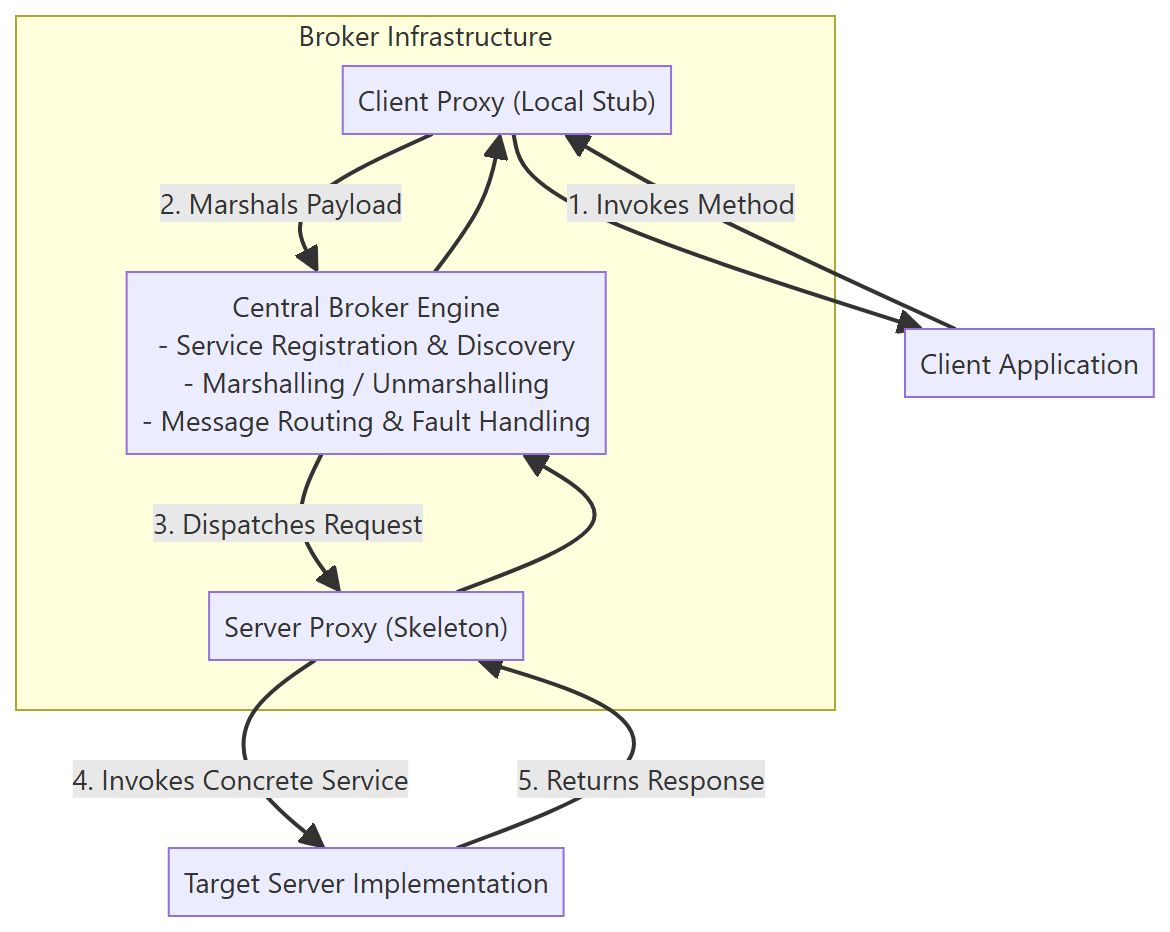 Broker Infrastructure
Client Proxy (Local Stub)
2. Marshals Payload
1. Invokes Method
Central Broker Engine
- Service Registration & Discovery
- Marshalling / Unmarshalling
- Message Routing & Fault Handling
Client Application
3. Dispatches Request
Server Proxy (Skeleton)
4. Invokes Concrete Service
5. Returns Response
Target Server Implementation